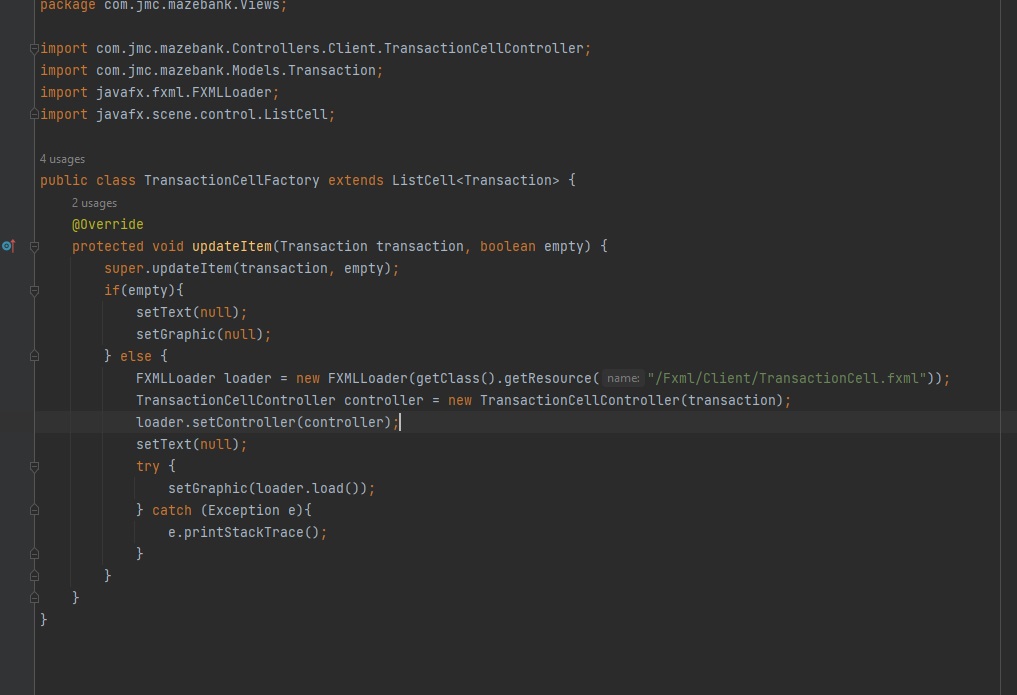 package com.jmc.mazebank.Views;
import com.jmc.mazebank.Controllers.Client.TransactionCellController;
import com.jmc.mazebank.Models.Transaction;
import javafx.fxml.FXMLLoader;
import javafx.scene.control.ListCell;
4 usages
public class TransactionCellFactory extends ListCell<Transaction> {
2 usages
@Override
protected void updateItem(Transaction transaction, boolean empty) {
super.updateItem(transaction, empty);
if(empty){
setText(null);
setGraphic(null);
} else {
FXMLLoader loader = new FXMLLoader(getClass().getResource( name: "/Fxml/Client/TransactionCell.fxml"));
TransactionCellController controller = new TransactionCellController(transaction);
loader.setController(controller);
setText(null);
try {
setGraphic(loader.load());
} catch (Exception e){
e.printStackTrace();
}
}
}
}